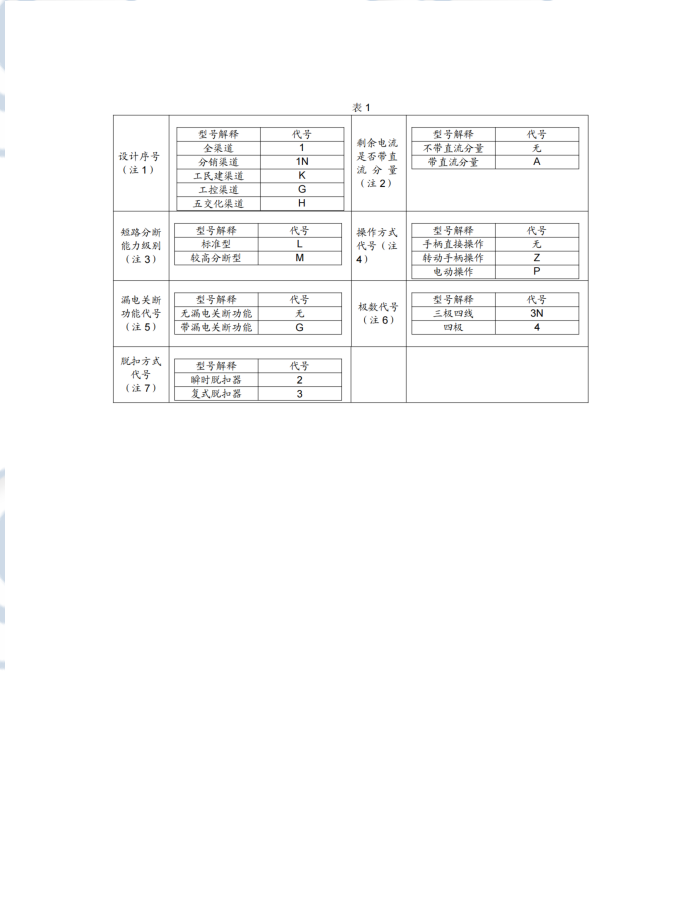 表 1
设计序号
（注 1）
型号解释 代号
全渠道 1
分销渠道 1N
工民建渠道 K
工控渠道 G
五交化渠道 H
剩余电流
是否带直
流 分 量
（注 2）
型号解释 代号
不带直流分量 无
带直流分量 A
短路分断
能力级别
（注 3）
型号解释 代号
标准型 L
较高分断型 M
操作方式
代号（注
4）
型号解释 代号
手柄直接操作 无
转动手柄操作 Z
电动操作 P
漏电关断
功能代号
（注 5）
型号解释 代号
无漏电关断功能 无
带漏电关断功能 G
极数代号
（注 6）
型号解释 代号
三极四线 3N
四极 4
脱扣方式
代号
（注 7）
型号解释 代号
瞬时脱扣器 2
复式脱扣器 3